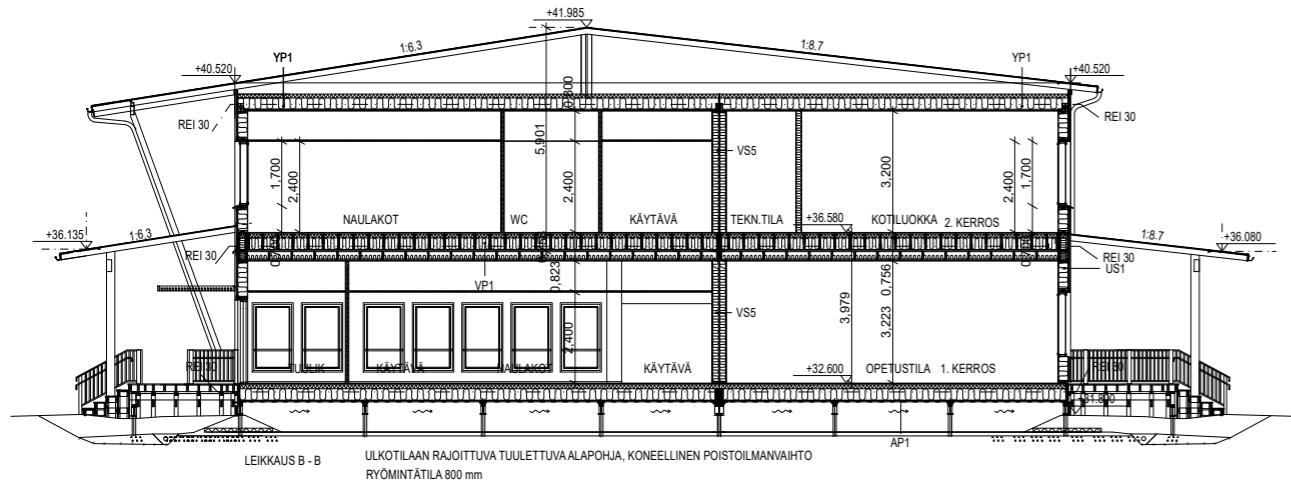 +41.985
1:6.3
1:8.7
+40.520
YP1
YP1
+40.520
REI 30
0,800
REI 30
5,901
VS5
1,700
2,400
2,400
3,200
2,400
1,700
NAULAKOT
WC
KÄYTÄVÄ
TEKN.TILA
+36.580
KOTILUOKKA
2. KERROS
+36.135
1:6.3
1:8.7
+36.080
REI 30
REI 30
US1
VP1
0,823
0,756
3,979
VS5
3,223
2,400
REI 30
TUULIK
KÄYTÄVÄ
NAULAKOT
KÄYTÄVÄ
+32.600
OPETUSTILA
1. KERROS
REI 30
+31.800
AP1
LEIKKAUS B - B
ULKOTILAAN RAJOITTUVA TUULETTUVA ALAPOHJA, KONEELLINEN POISTOILMANVAIHTO
RYÖMINTÄTILA 800 mm